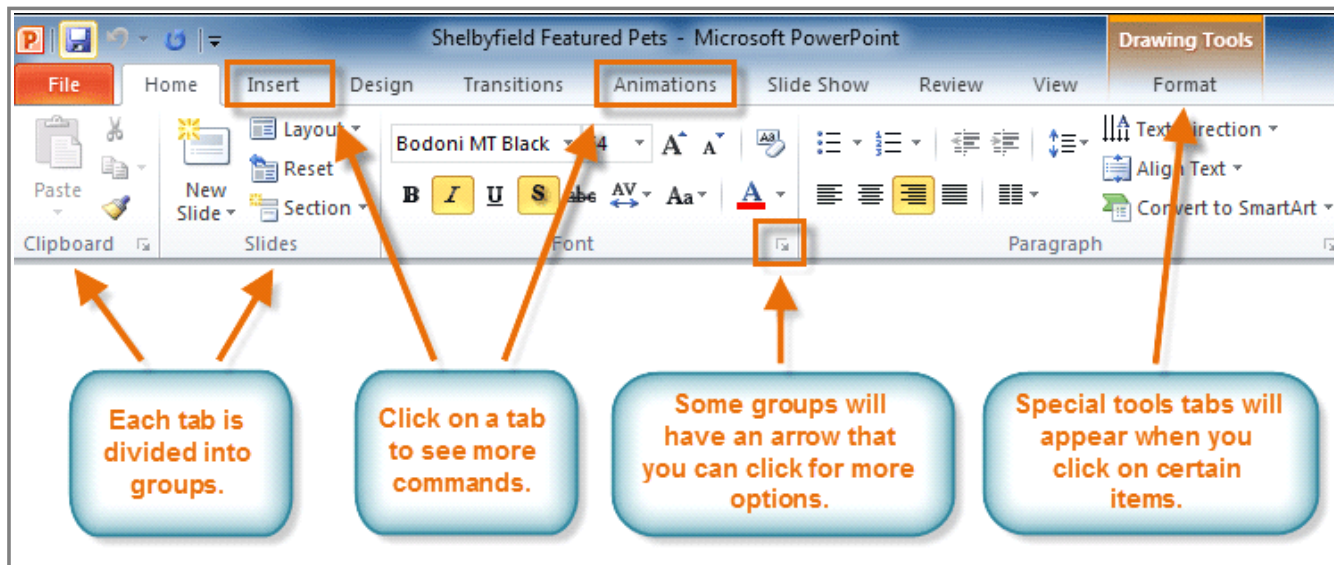 Shelbyfield Featured Pets - Microsoft PowerPoint
Drawing Tools
File Home Insert Design Transitions Animations Slide Show Review View Format
Paste
New Slide
Layout
Reset
Section
Bodoni MT Black
B I U S abc AV Aa A
Text Direction
Align Text
Convert to SmartArt
Clipboard Slides Font Paragraph
Each tab is
divided into
groups.
Click on a tab
to see more
commands.
Some groups will
have an arrow that
you can click for more
options.
Special tools tabs will
appear when you
click on certain
items.